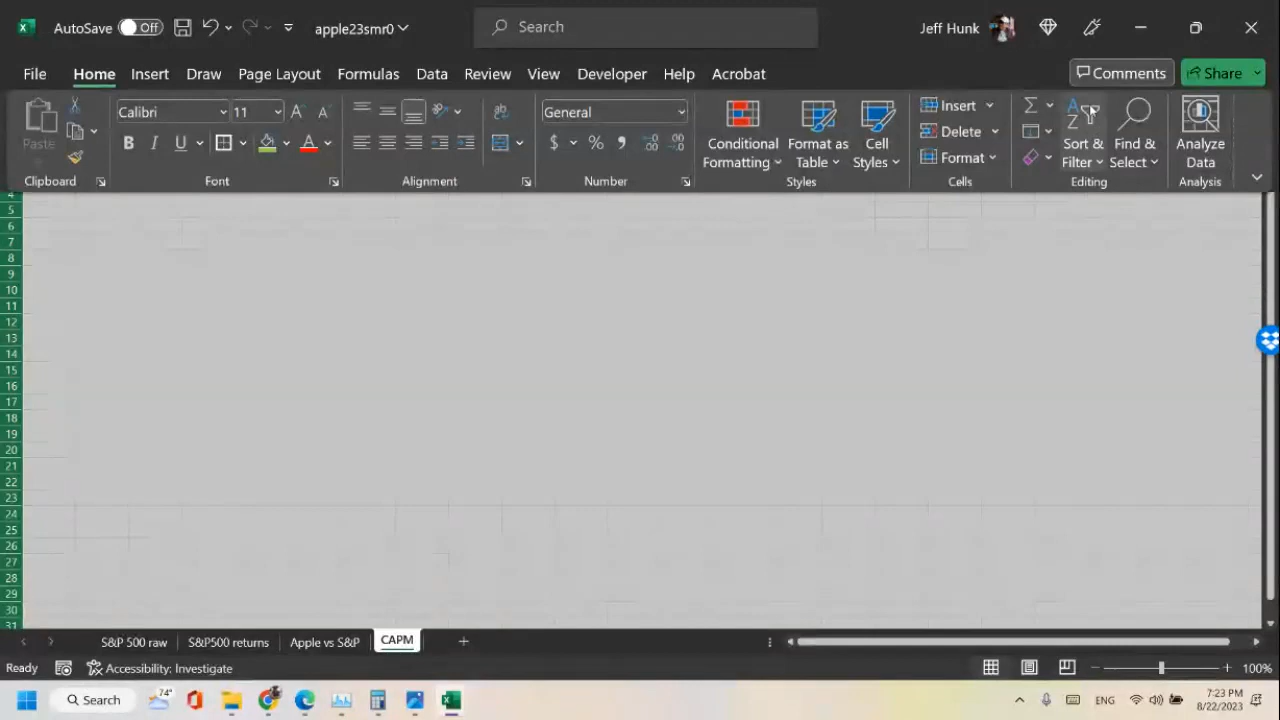 AutoSave Off apple23smr0 Search Jeff Hunk
File Home Insert Draw Page Layout Formulas Data Review View Developer Help Acrobat Comments Share
Paste
Calibri 11
B I U
General
$ %
Conditional Formatting
Format as Table
Cell Styles
Insert
Delete
Format
Sort & Filter
Find & Select
Analyze Data
Clipboard Font Alignment Number Styles Cells Editing Analysis
5
6
7
8
9
10
11
12
13
14
15
16
17
18
19
20
21
22
23
24
25
26
27
28
29
30
31
S&P 500 raw S&P500 returns Apple vs S&P CAPM
Ready Accessibility: Investigate 100%
74° Search ENG 7:23 PM
8/22/2023